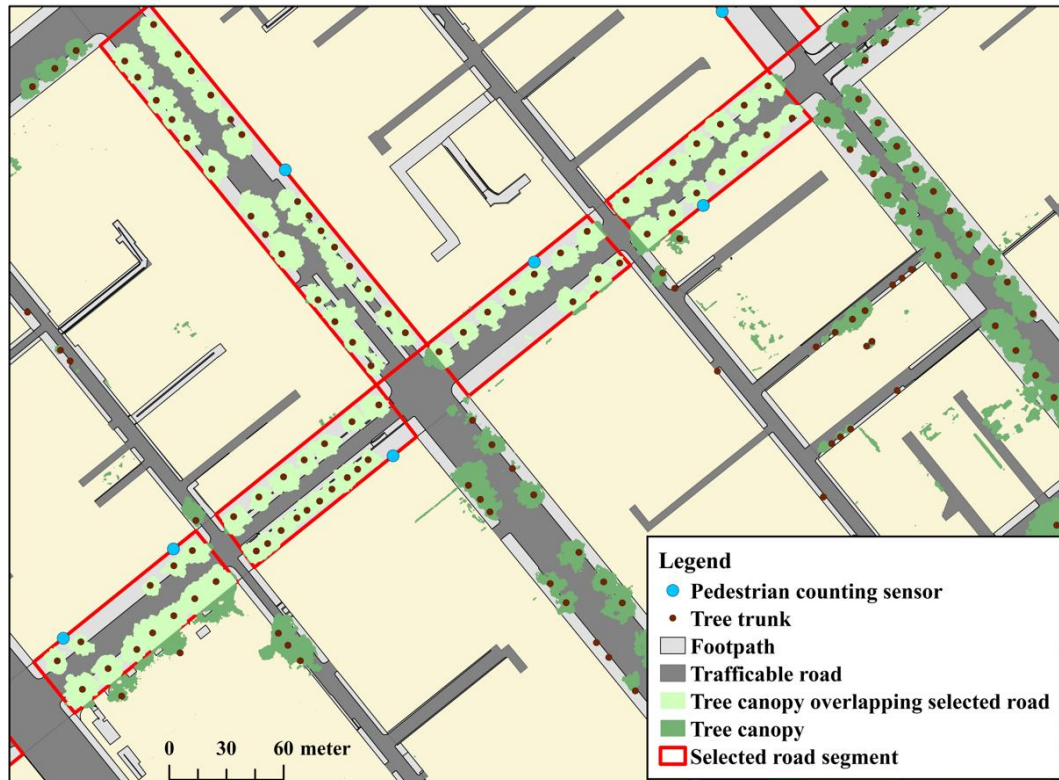 Legend
Pedestrian counting sensor
Tree trunk
Footpath
Trafficable road
Tree canopy overlapping selected road
Tree canopy
Selected road segment
0 30 60 meter